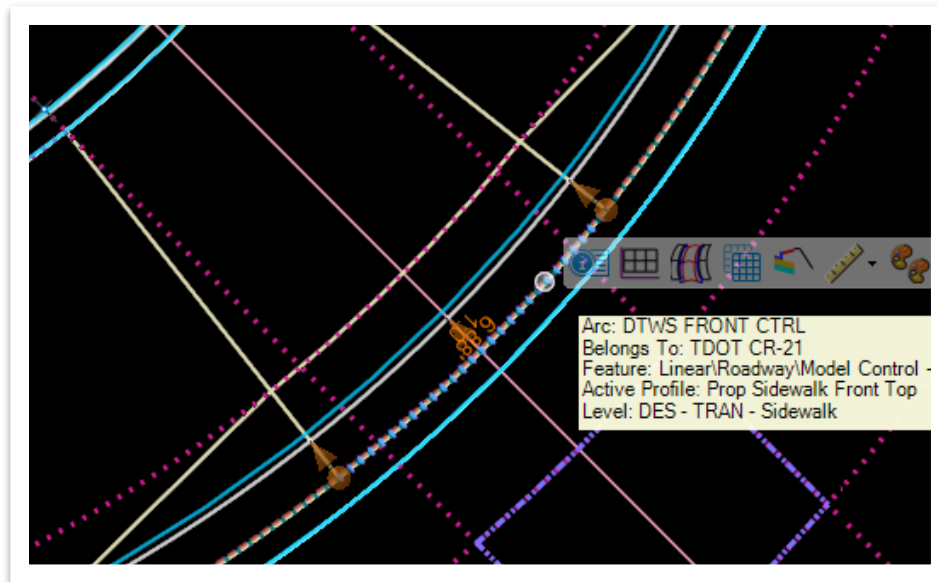 Arc: DTWS FRONT CTRL
Belongs To: TDOT CR-21
Feature: Linear\Roadway\Model Control -
Active Profile: Prop Sidewalk Front Top
Level: DES - TRAN - Sidewalk